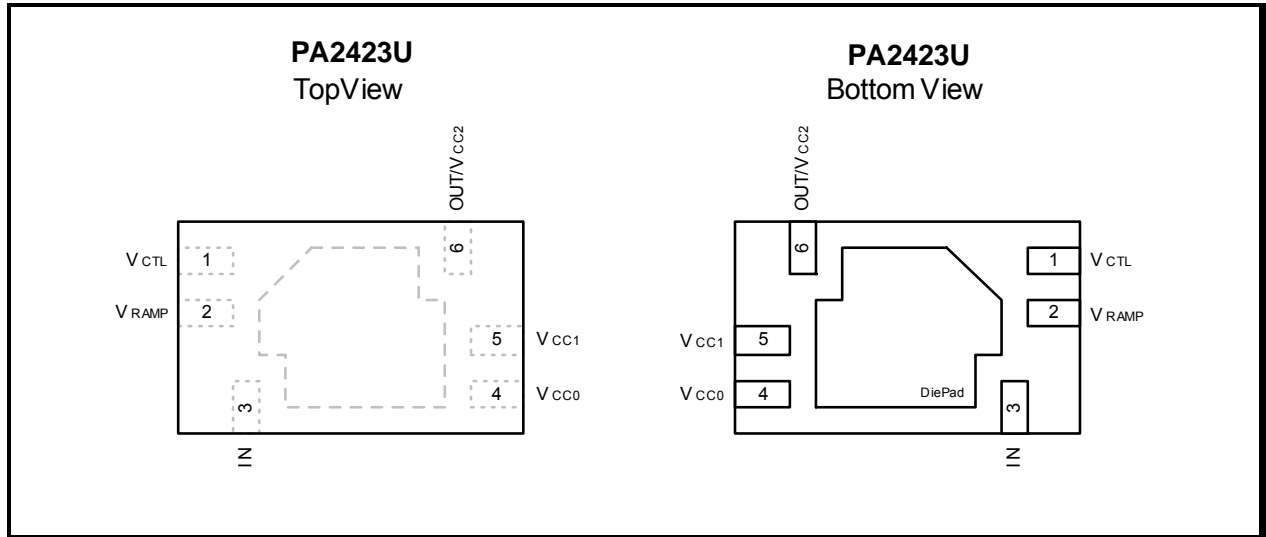 PA2423U
TopView
OUT/VCC2
6
VCTL
1
VRAMP
2
5
VCC1
4
VCC0
3
IN
PA2423U
Bottom View
OUT/VCC2
6
1
VCTL
2
VRAMP
VCC1
5
VCC0
4
DiePad
3
IN